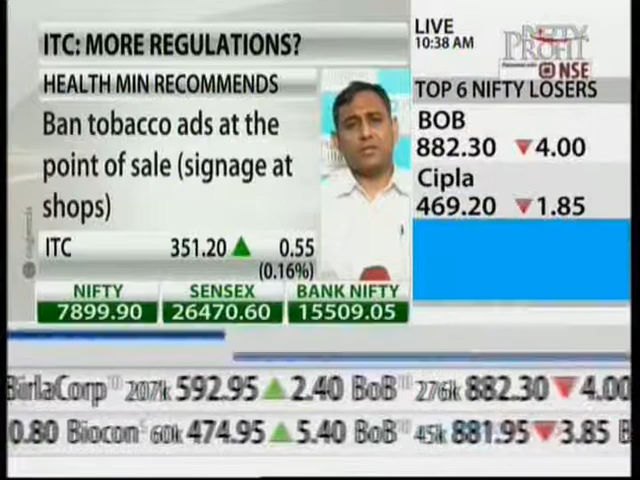 ITC: MORE REGULATIONS?
HEALTH MIN RECOMMENDS
Ban tobacco ads at the
point of sale (signage at
shops)
ITC 351.20 ▲ 0.55
(0.16%)
NIFTY SENSEX BANK NIFTY
7899.90 26470.60 15509.05
LIVE
10:38 AM
NDTV
PROFIT
NSE
TOP 6 NIFTY LOSERS
BOB
882.30 ▼4.00
Cipla
469.20 ▼1.85
BirlaCorp 207k 592.95 ▲ 2.40 BoB 276k 882.30 ▼ 4.00
0.80 Biocon 60k 474.95 ▲ 5.40 BoB 45k 881.95 ▼ 3.85 B